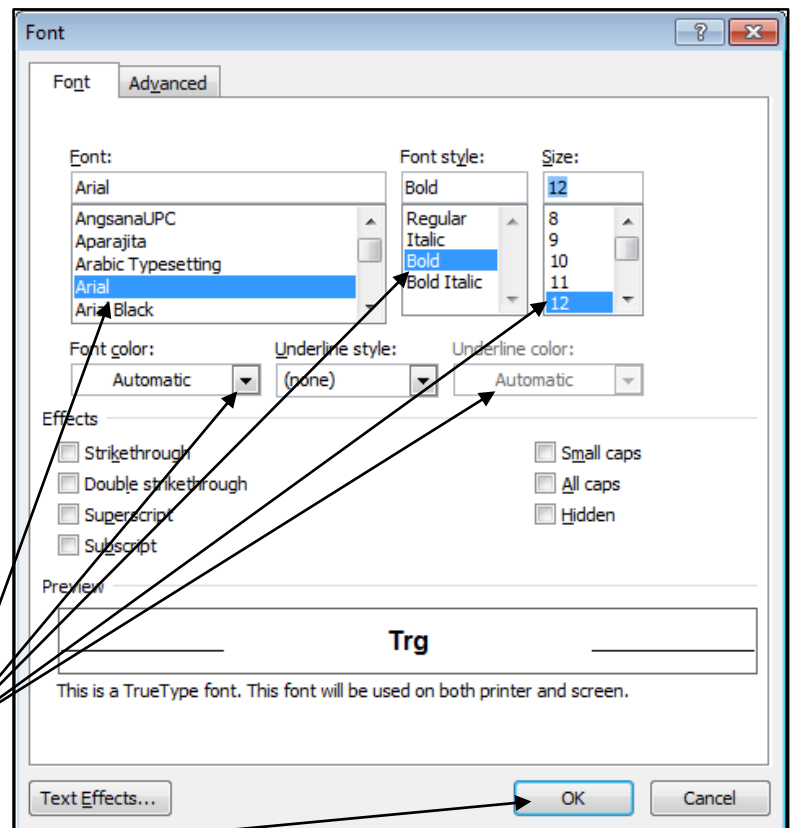 Font
Font Advanced
Font: Font style: Size:
Arial Bold 12
AngsanaUPC Regular 8
Aparajita Italic 9
Arabic Typesetting Bold 10
Arial Bold Italic 11
Arial Black 12
Font color: Underline style: Underline color:
Automatic (none) Automatic
Effects
Strikethrough Small caps
Double strikethrough All caps
Superscript Hidden
Subscript
Preview
Trg
This is a TrueType font. This font will be used on both printer and screen.
Text Effects... OK Cancel